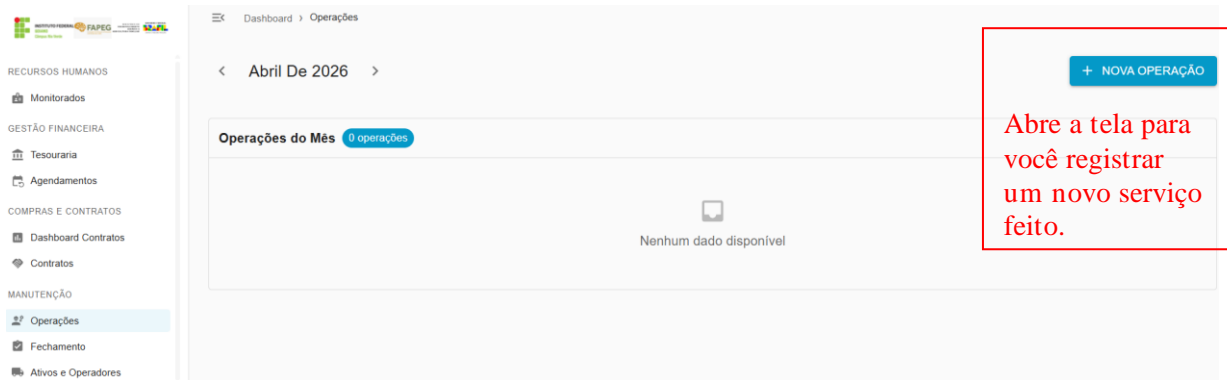 INSTITUTO FEDERAL
FAPEG
Dashboard > Operações
RECURSOS HUMANOS
Monitorados
GESTÃO FINANCEIRA
Tesouraria
Agendamentos
COMPRAS E CONTRATOS
Dashboard Contratos
Contratos
MANUTENÇÃO
Operações
Fechamento
Ativos e Operadores
< Abril De 2026 >
+ NOVA OPERAÇÃO
Operações do Mês 0 operações
Nenhum dado disponível
Abre a tela para
você registrar
um novo serviço
feito.